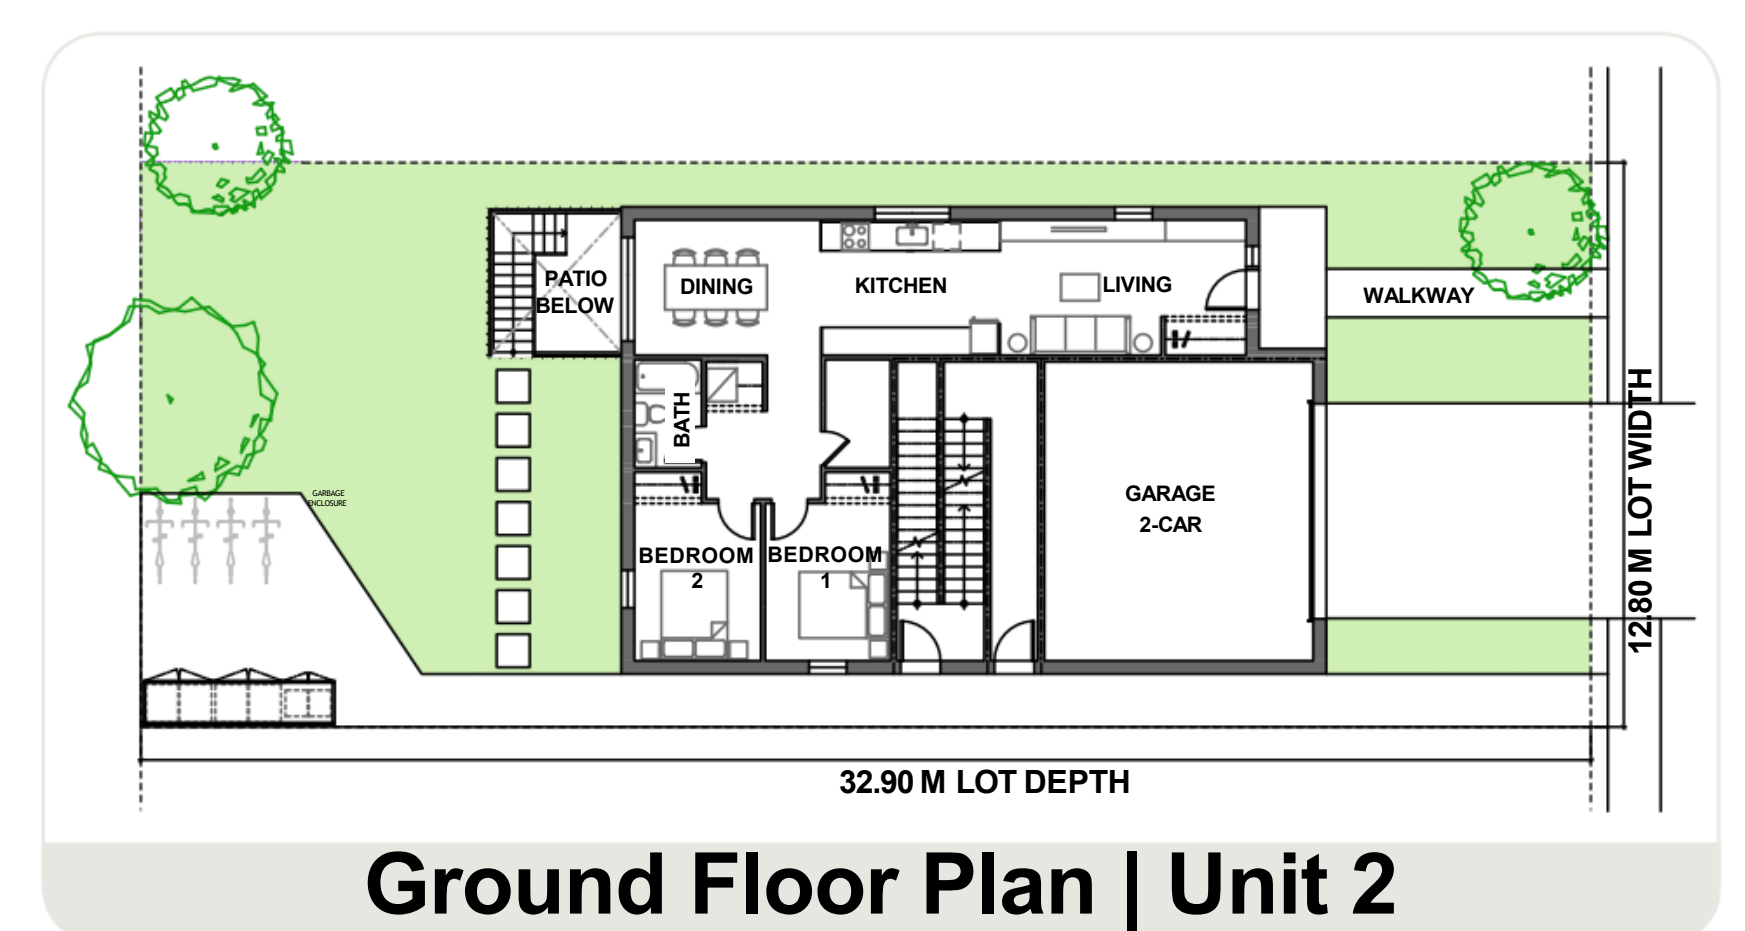 PATIO
BELOW
DINING
KITCHEN
LIVING
WALKWAY
BATH
GARBAGE
ENCLOSURE
GARAGE
2-CAR
BEDROOM
2
BEDROOM
1
12.80 M LOT WIDTH
32.90 M LOT DEPTH
Ground Floor Plan | Unit 2